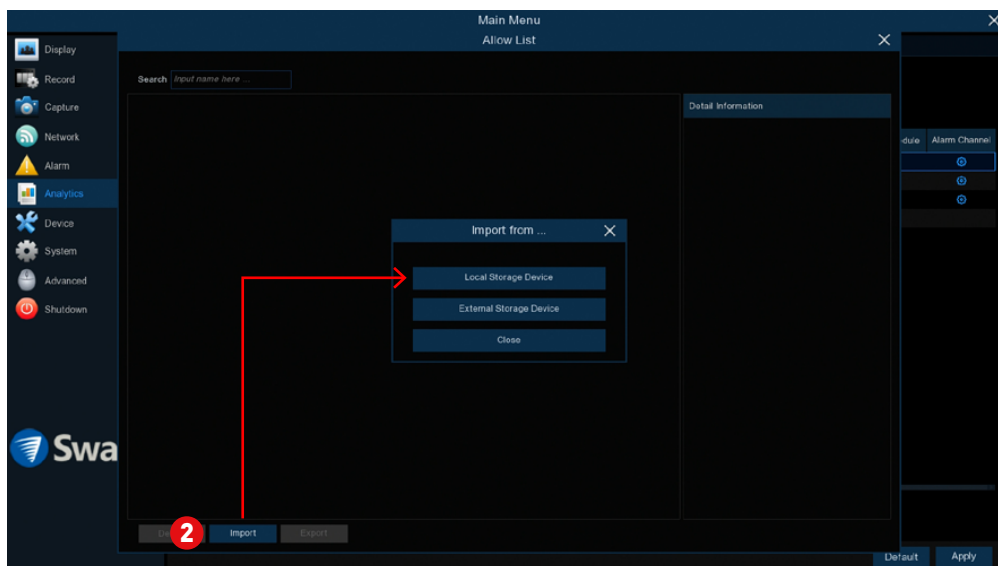 Main Menu
Allow List
Display
Record
Capture
Network
Alarm
Analytics
Device
System
Advanced
Shutdown
Search Input name here ...
Detail Information
dule Alarm Channel
Import from ...
Local Storage Device
External Storage Device
Close
Swa
2 Import Export
Default Apply